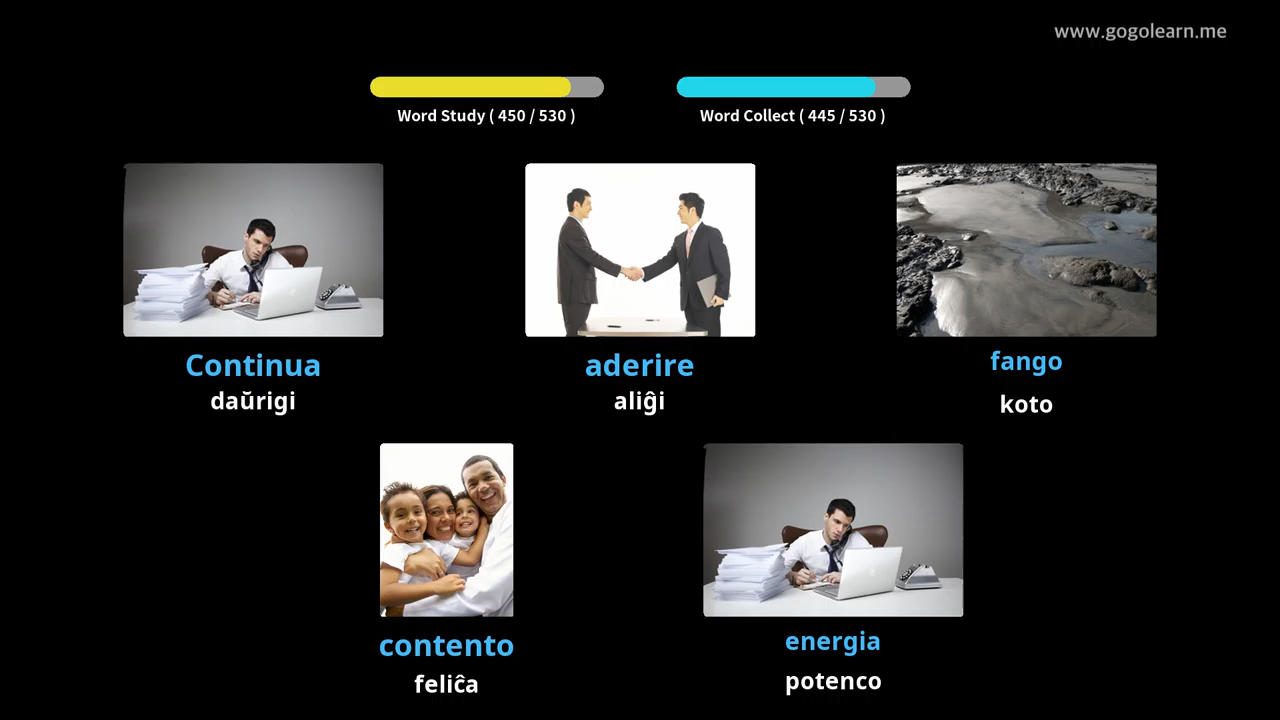 www.gogolearn.me
Word Study ( 450 / 530 )
Word Collect ( 445 / 530 )
Continua
daŭrigi
aderire
aliĝi
fango
koto
contento
feliĉa
energia
potenco